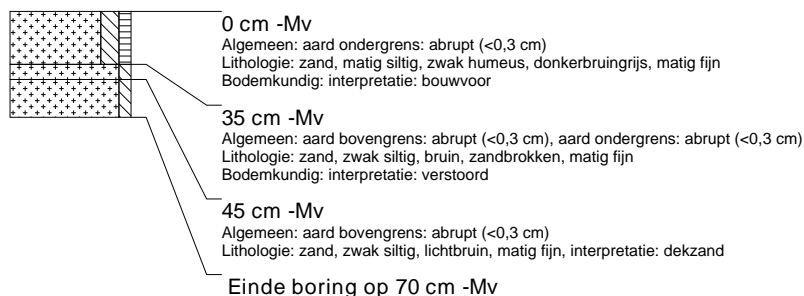 0 cm -Mv
Algemeen: aard ondergrens: abrupt (<0,3 cm)
Lithologie: zand, matig siltig, zwak humeus, donkerbruingrijs, matig fijn
Bodemkundig: interpretatie: bouwvoor
35 cm -Mv
Algemeen: aard bovengrens: abrupt (<0,3 cm), aard ondergrens: abrupt (<0,3 cm)
Lithologie: zand, zwak siltig, bruin, zandbrokken, matig fijn
Bodemkundig: interpretatie: verstoord
45 cm -Mv
Algemeen: aard bovengrens: abrupt (<0,3 cm)
Lithologie: zand, zwak siltig, lichtbruin, matig fijn, interpretatie: dekzand
Einde boring op 70 cm -Mv